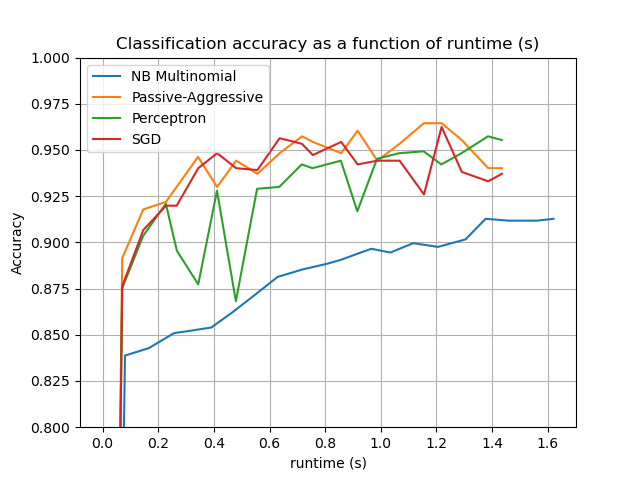 Classification accuracy as a function of runtime (s)
NB Multinomial
Passive-Aggressive
Perceptron
SGD
1.000
0.975
0.950
0.925
0.900
0.875
0.850
0.825
0.800
Accuracy
0.0 0.2 0.4 0.6 0.8 1.0 1.2 1.4 1.6
runtime (s)